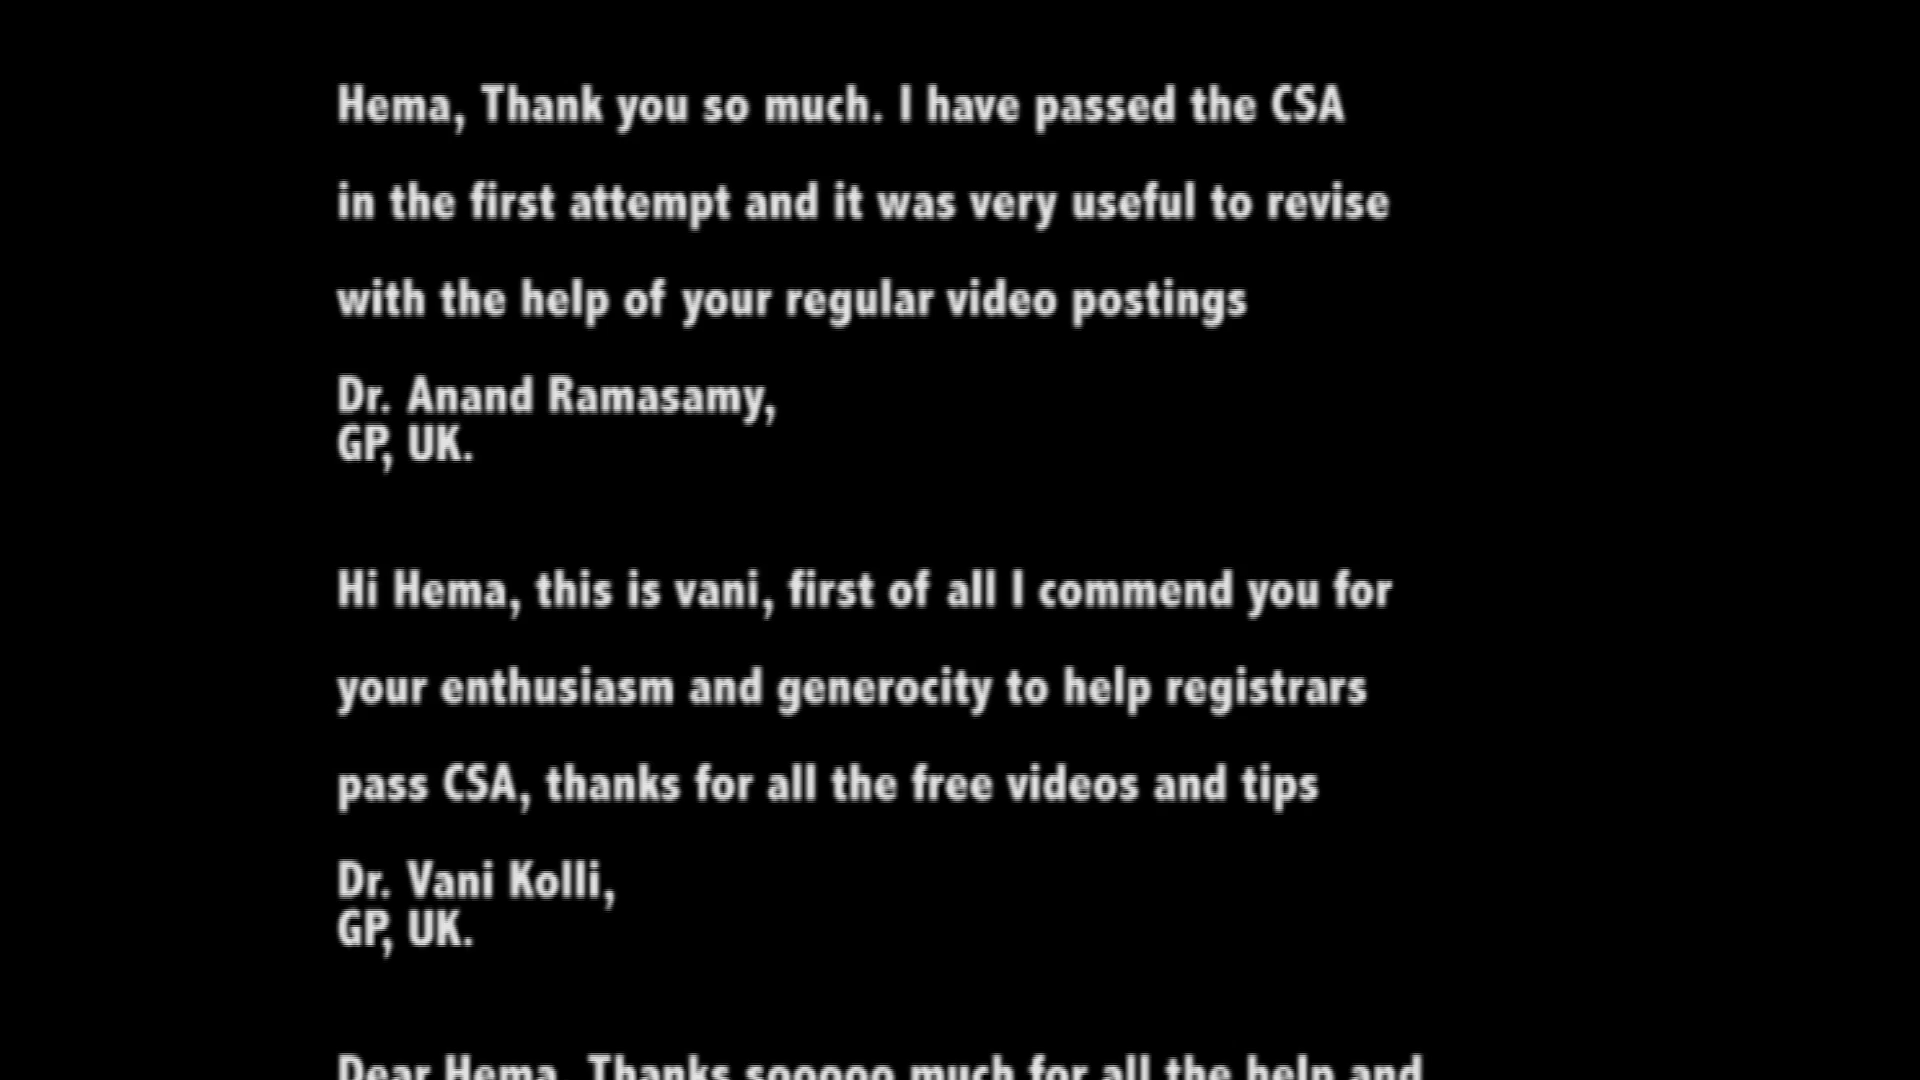 Hema, Thank you so much. I have passed the CSA
in the first attempt and it was very useful to revise
with the help of your regular video postings
Dr. Anand Ramasamy,
GP, UK.
Hi Hema, this is vani, first of all I commend you for
your enthusiasm and generocity to help registrars
pass CSA, thanks for all the free videos and tips
Dr. Vani Kolli,
GP, UK.
Dear Hema, Thanks sooooo much for all the help and